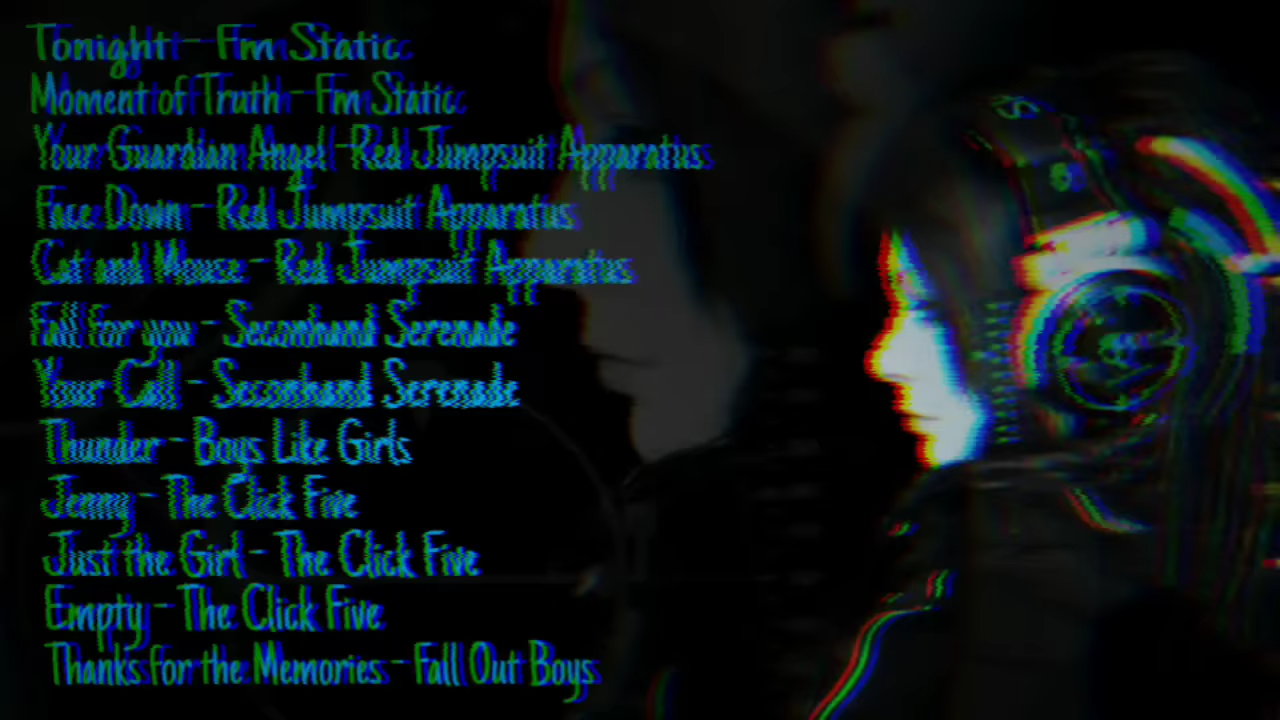 Tonight - Fm Static
Moment of Truth - Fm Static
Your Guardian Angel - Red Jumpsuit Apparatus
Face Down - Red Jumpsuit Apparatus
Cat and Mouse - Red Jumpsuit Apparatus
Fall for you - Seconhand Serenade
Your Call - Seconhand Serenade
Thunder - Boys Like Girls
Jenny - The Click Five
Just the Girl - The Click Five
Empty - The Click Five
Thanks for the Memories - Fall Out Boys